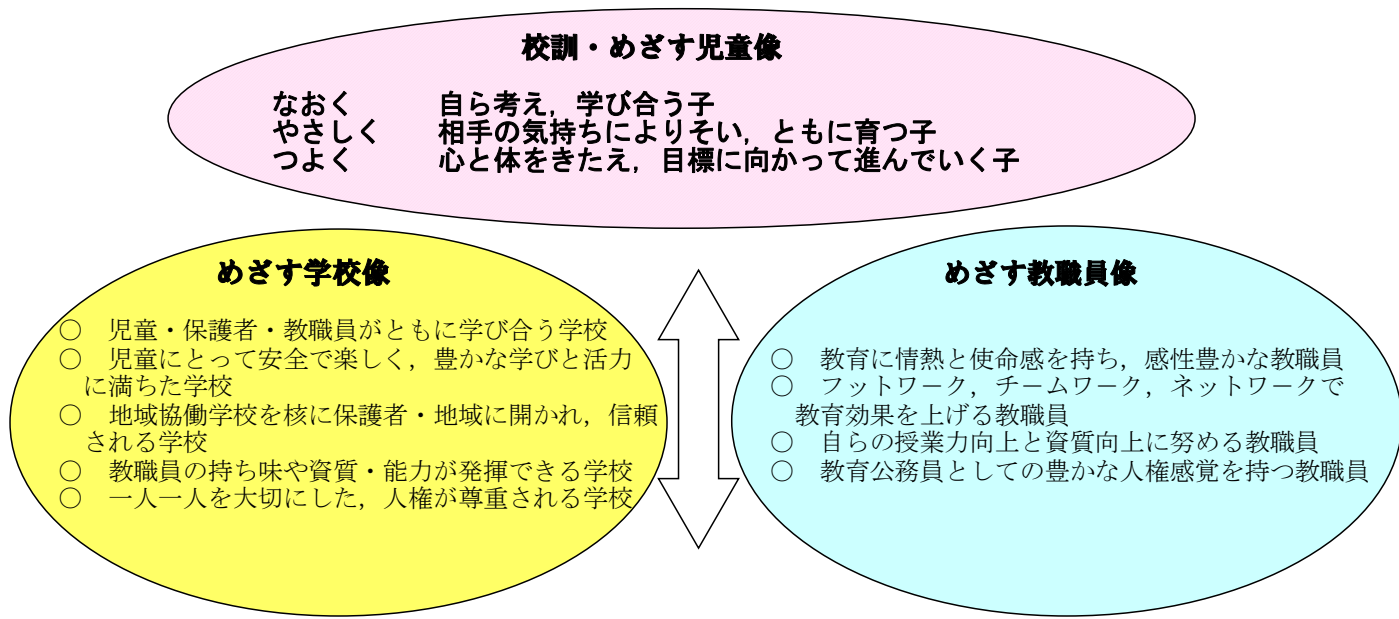 校訓・めざす児童像
なおく　　　自ら考え，学び合う子
やさしく　　相手の気持ちによりそい，ともに育つ子
つよく　　　心と体をきたえ，目標に向かって進んでいく子
めざす学校像
○　児童・保護者・教職員がともに学び合う学校
○　児童にとって安全で楽しく，豊かな学びと活力
に満ちた学校
○　地域協働学校を核に保護者・地域に開かれ，信頼
される学校
○　教職員の持ち味や資質・能力が発揮できる学校
○　一人一人を大切にした，人権が尊重される学校
めざす教職員像
○　教育に情熱と使命感を持ち，感性豊かな教職員
○　フットワーク，チームワーク，ネットワークで
教育効果を上げる教職員
○　自らの授業力向上と資質向上に努める教職員
○　教育公務員としての豊かな人権感覚を持つ教職員